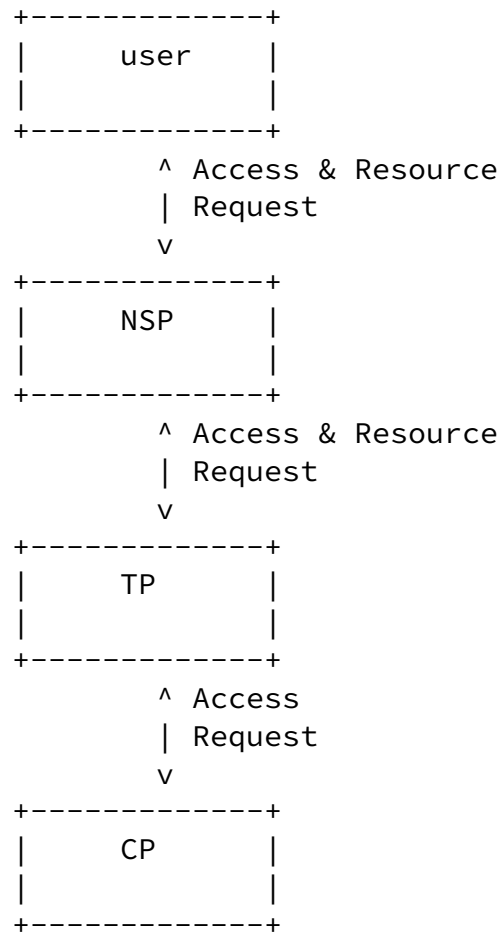 user
^ Access & Resource
| Request
v
NSP
^ Access & Resource
| Request
v
TP
^ Access
| Request
v
CP